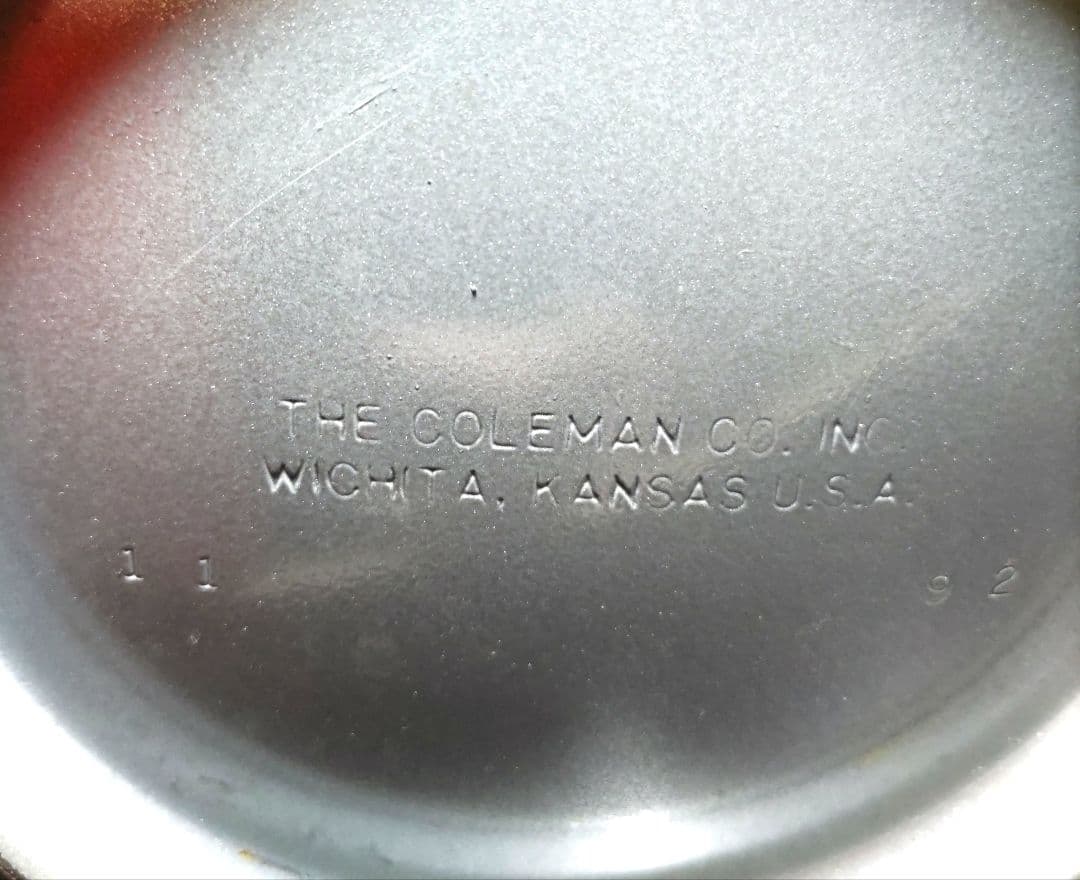 THE COLEMAN CO. INC.
WICHITA, KANSAS U.S.A.
1 1 9 2